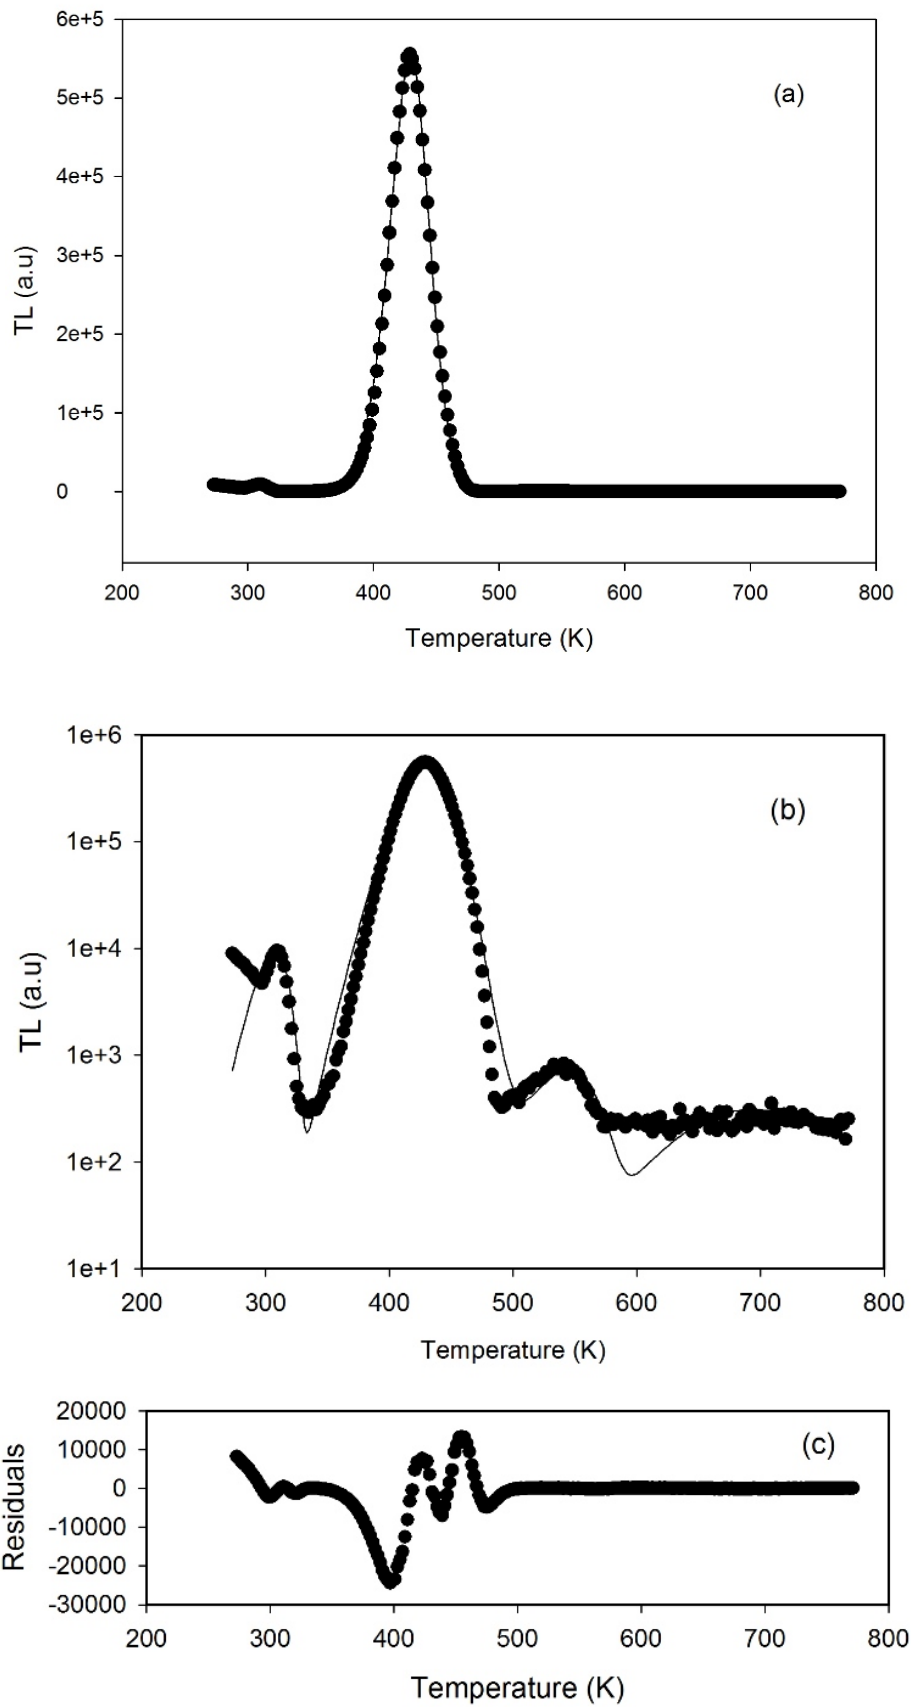 6e+5
5e+5
4e+5
3e+5
2e+5
1e+5
0
TL (a.u)
(a)
200 300 400 500 600 700 800
Temperature (K)
1e+6
1e+5
1e+4
1e+3
1e+2
1e+1
TL (a.u)
(b)
200 300 400 500 600 700 800
Temperature (K)
20000
10000
0
-10000
-20000
-30000
Residuals
(c)
200 300 400 500 600 700 800
Temperature (K)